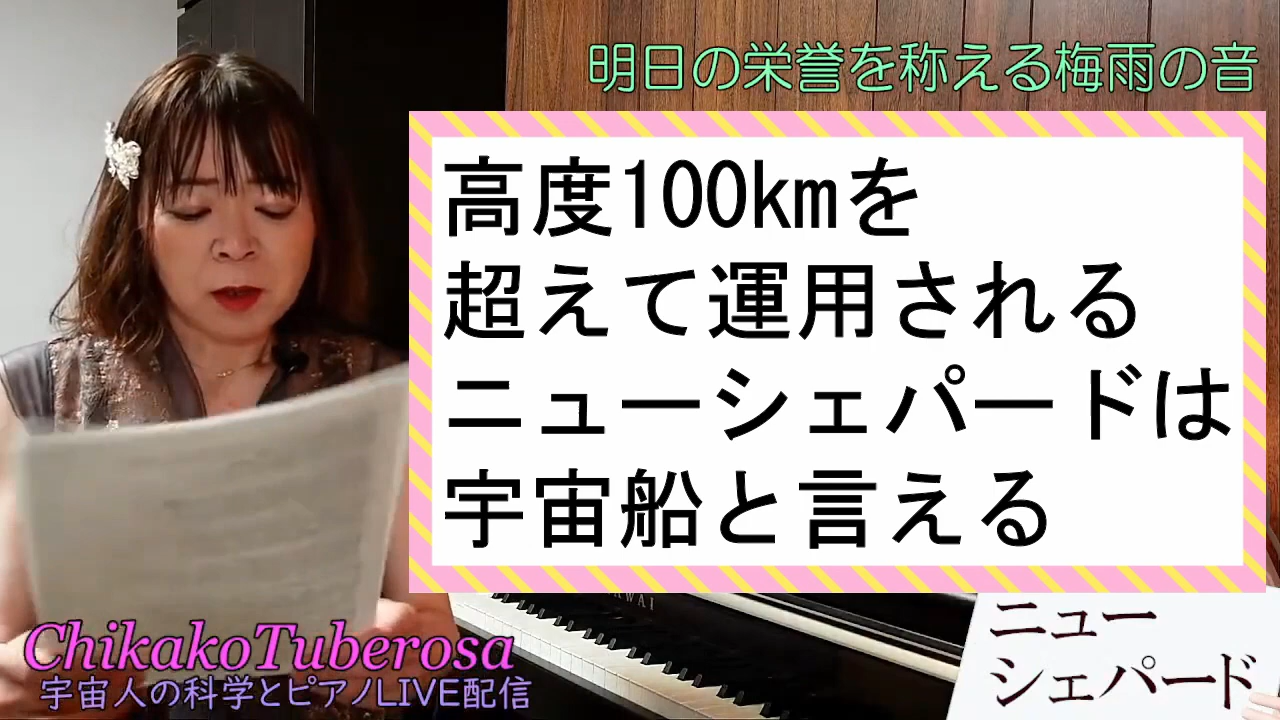 明日の栄誉を称える梅雨の音
高度100kmを
超えて運用される
ニューシェパードは
宇宙船と言える
ニュー
シェパード
ChikakoTuberosa
宇宙人の科学とピアノLIVE配信